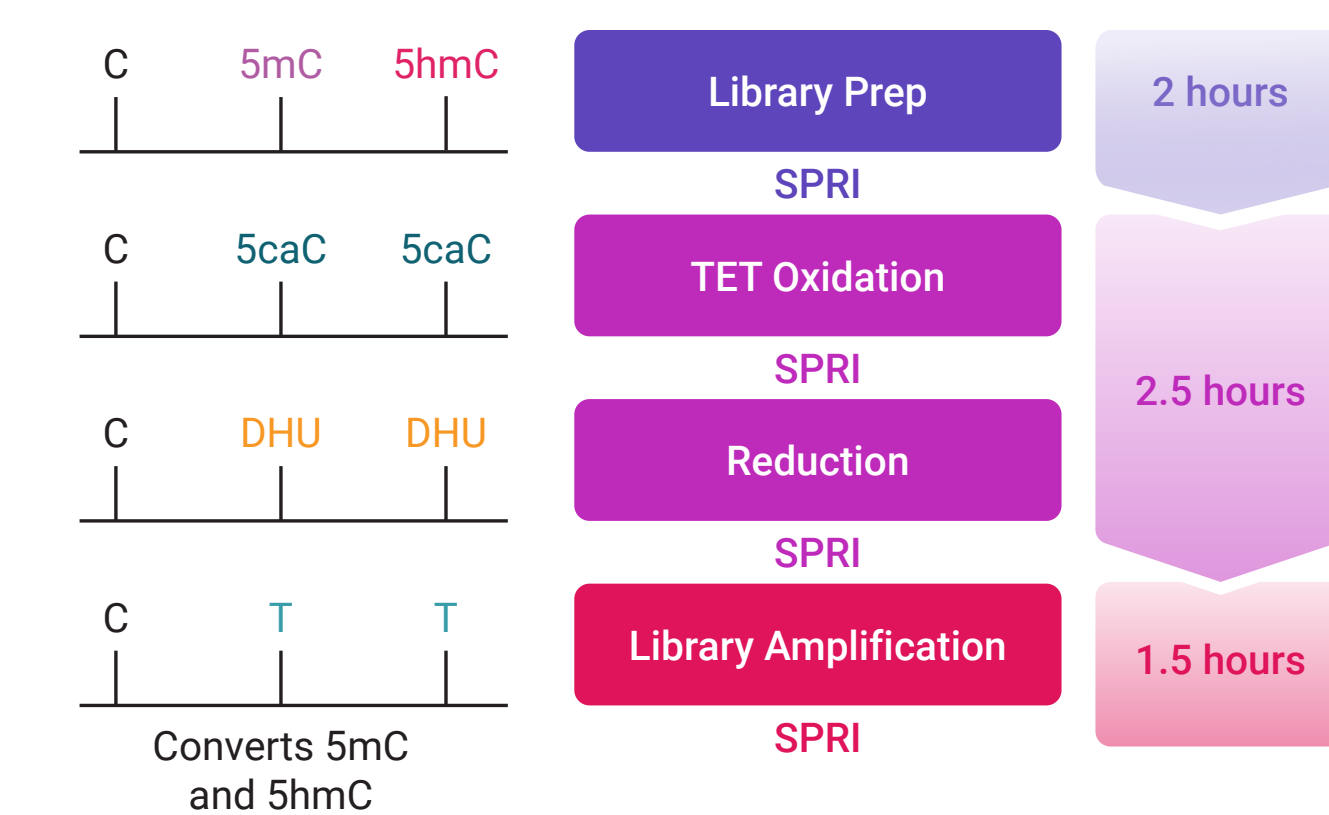 C 5mC 5hmC
Library Prep
2 hours
SPRI
C 5caC 5caC
TET Oxidation
SPRI
2.5 hours
C DHU DHU
Reduction
SPRI
C T T
Library Amplification
1.5 hours
SPRI
Converts 5mC
and 5hmC